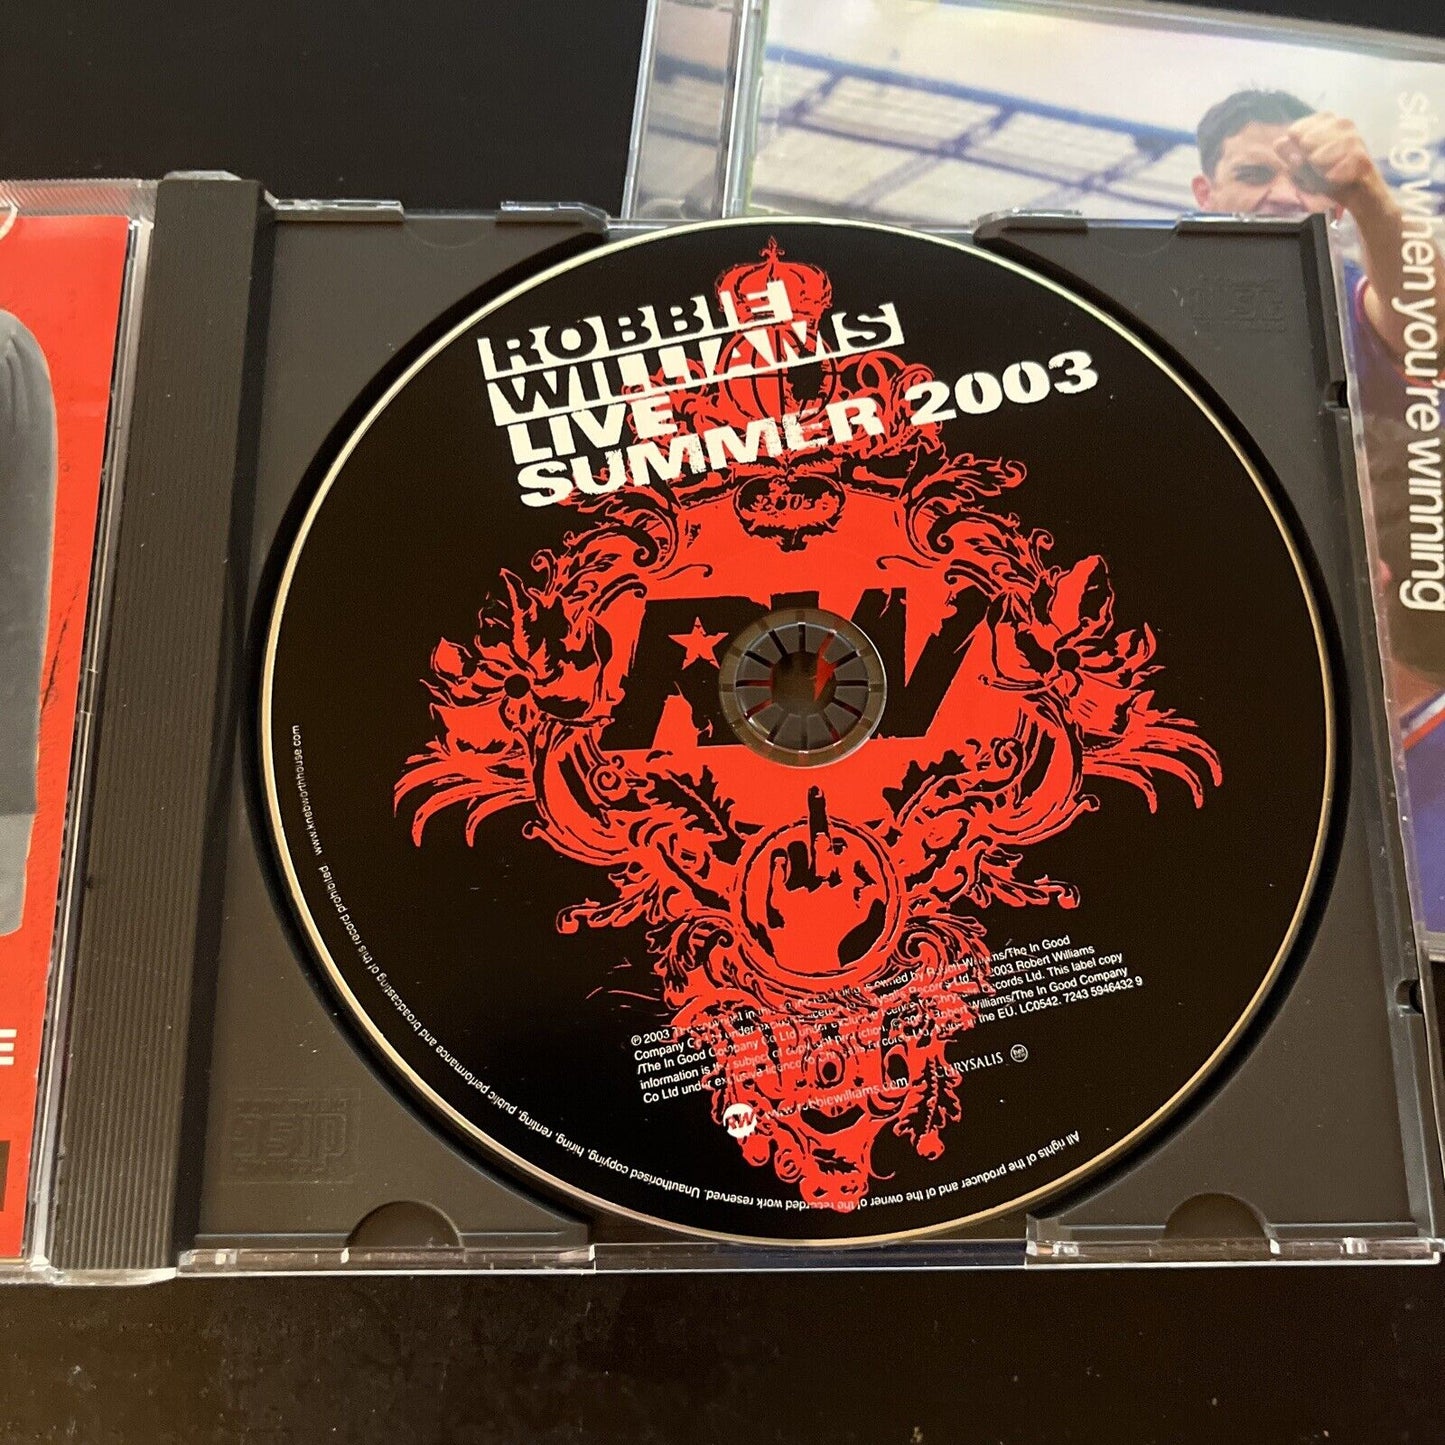 ROBBIE
WILLIAMS
LIVE
SUMMER 2003
2003
RW
℗ 2003 The copyright in this recording is owned by Robert Williams/The In Good
Company Co Ltd under exclusive licence to Chrysalis Records Ltd. © 2003 Robert Williams
/The In Good Company Co Ltd under exclusive licence to Chrysalis Records Ltd. This label copy
information is the subject of copyright protection. © 2003 Robert Williams/The In Good Company
Co Ltd under exclusive licence to Chrysalis Records Ltd. Made in the EU. LC0542. 7243 5946432 9
RW www.robbiewilliams.com CHRYSALIS
All rights of the producer and of the owner of the recorded work reserved. Unauthorised copying, hiring, renting, public performance and broadcasting of this record prohibited. www.knebworthhouse.com
sing when you're winning
E